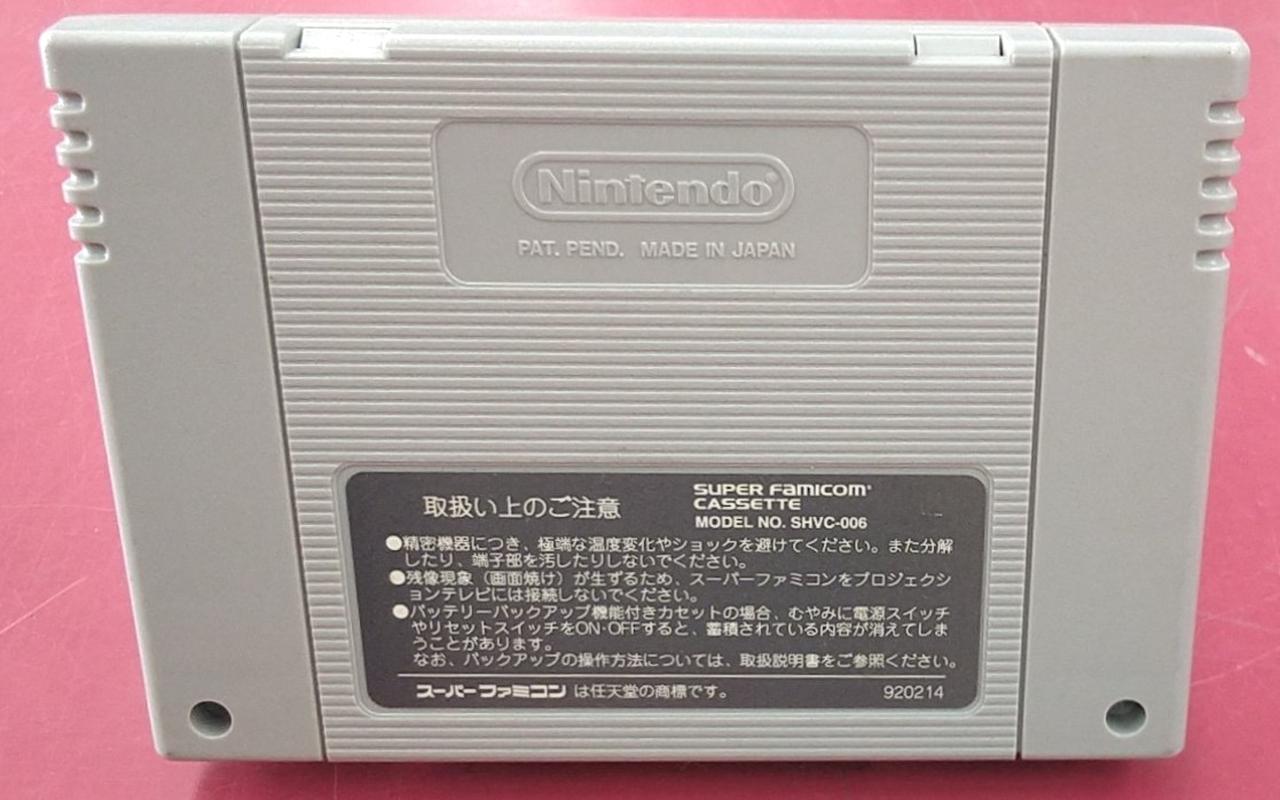 Nintendo®
PAT. PEND. MADE IN JAPAN
取扱い上のご注意
SUPER FAMICOM®
CASSETTE
MODEL NO. SHVC-006
●精密機器につき、極端な温度変化やショックを避けてください。また分解
したり、端子部を汚したりしないでください。
●残像現象（画面焼け）が生ずるため、スーパーファミコンをプロジェクシ
ョンテレビには接続しないでください。
●バッテリーバックアップ機能付きカセットの場合、むやみに電源スイッチ
やリセットスイッチをON・OFFすると、蓄積されている内容が消えてしま
うことがあります。
なお、バックアップの操作方法については、取扱説明書をご参照ください。
スーパーファミコン は任天堂の商標です。
920214